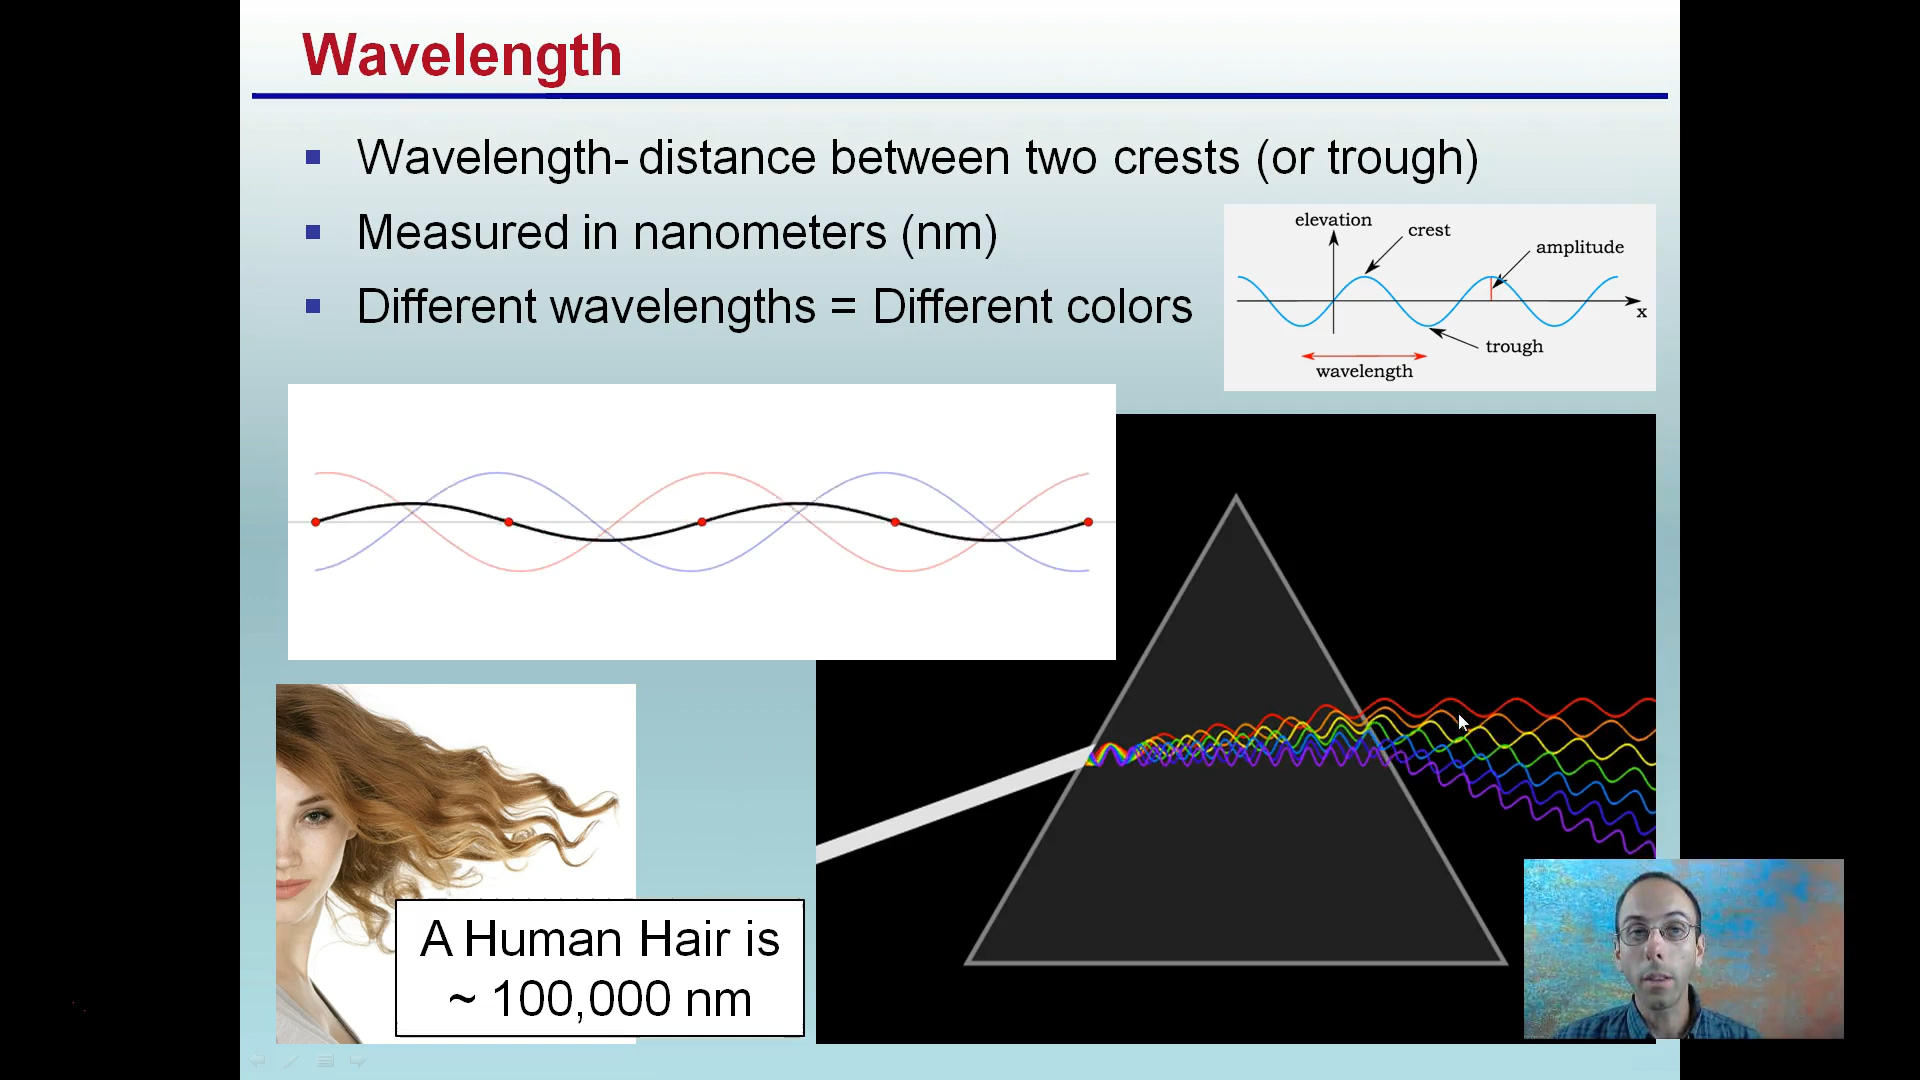 Wavelength
Wavelength- distance between two crests (or trough)
Measured in nanometers (nm)
Different wavelengths = Different colors
elevation
crest
amplitude
x
trough
wavelength
A Human Hair is
~ 100,000 nm